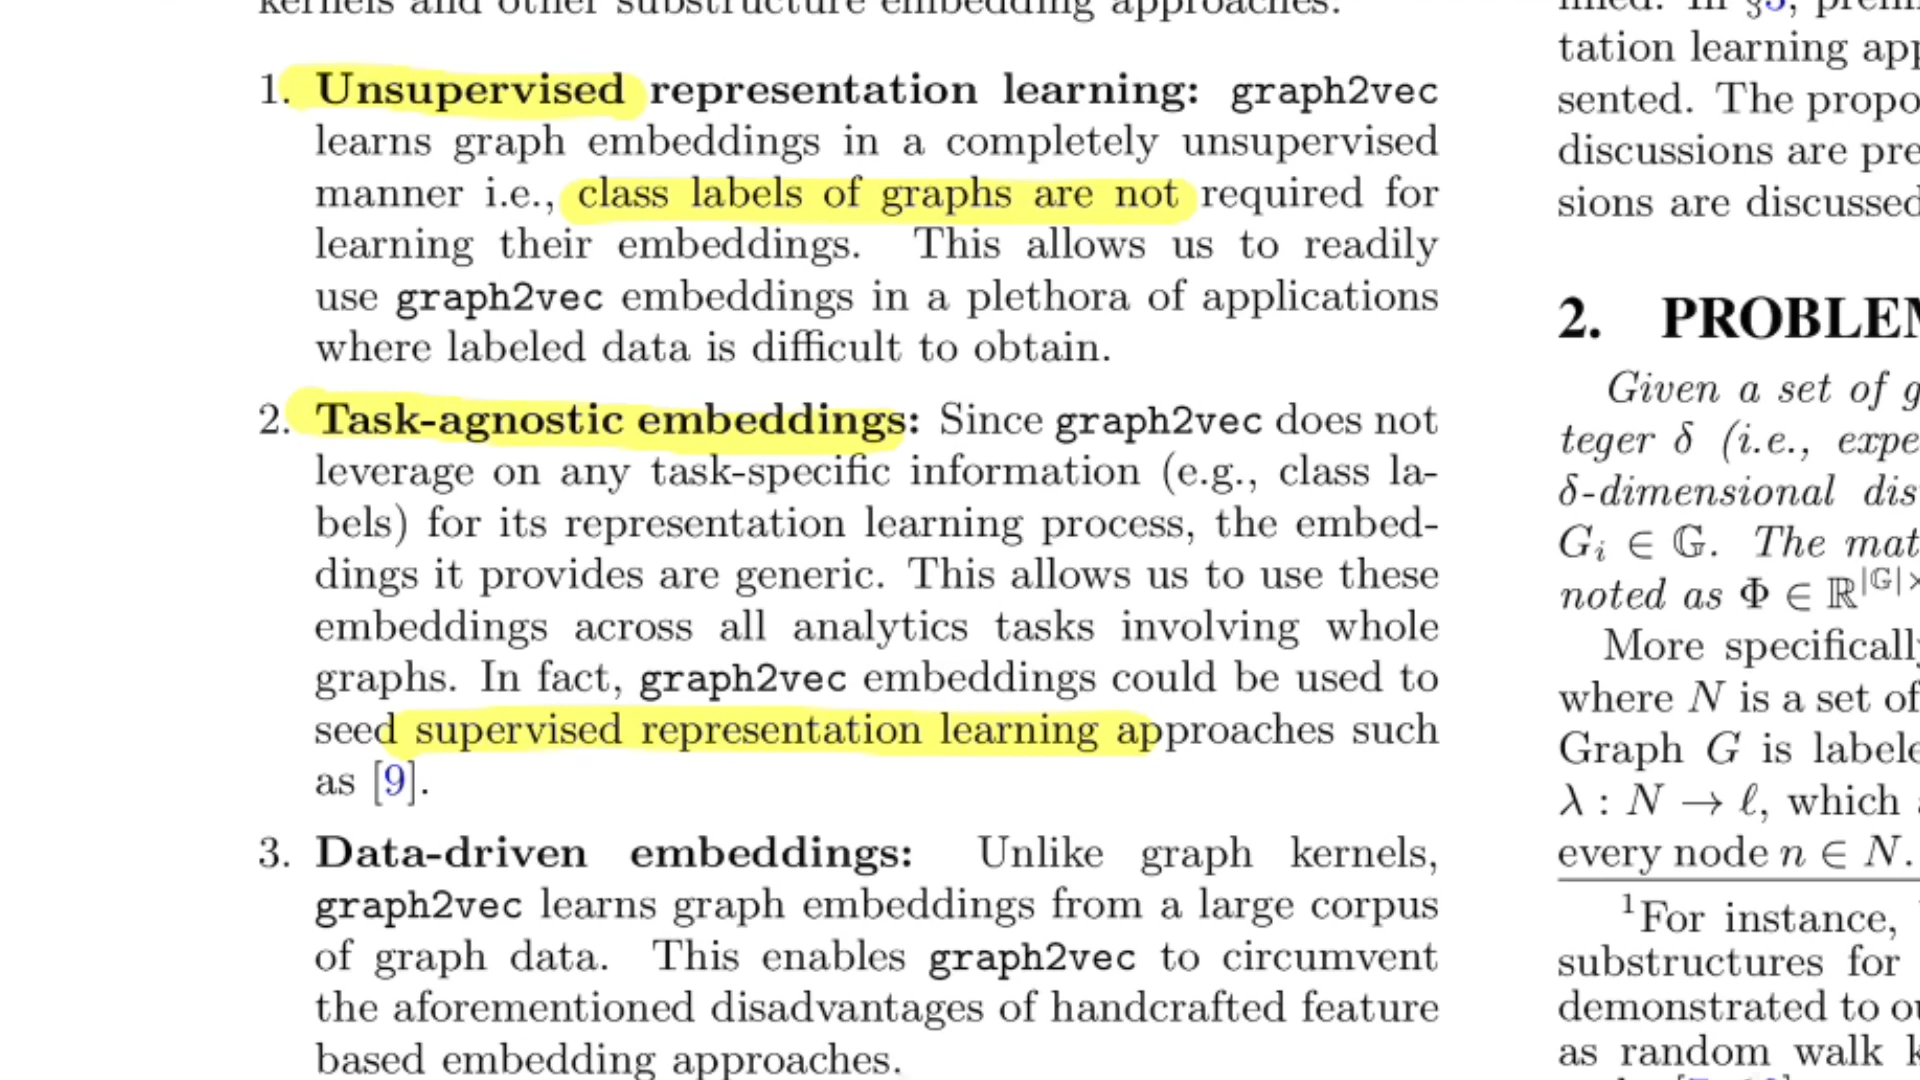 kernels and other substructure embedding approaches.
1. Unsupervised representation learning: graph2vec
learns graph embeddings in a completely unsupervised
manner i.e., class labels of graphs are not required for
learning their embeddings. This allows us to readily
use graph2vec embeddings in a plethora of applications
where labeled data is difficult to obtain.
2. Task-agnostic embeddings: Since graph2vec does not
leverage on any task-specific information (e.g., class la-
bels) for its representation learning process, the embed-
dings it provides are generic. This allows us to use these
embeddings across all analytics tasks involving whole
graphs. In fact, graph2vec embeddings could be used to
seed supervised representation learning approaches such
as [9].
3. Data-driven embeddings: Unlike graph kernels,
graph2vec learns graph embeddings from a large corpus
of graph data. This enables graph2vec to circumvent
the aforementioned disadvantages of handcrafted feature
based embedding approaches.
In §3,
tation learning app
sented. The propo
discussions are pre
sions are discussed
2. PROBLEM
Given a set of g
teger δ (i.e., expe
δ-dimensional dis
G_i ∈ 𝔾. The mat
noted as Φ ∈ ℝ^|𝔾|×
More specifically
where N is a set of
Graph G is labele
λ : N → ℓ, which a
every node n ∈ N.
¹For instance,
substructures for
demonstrated to ou
as random walk k